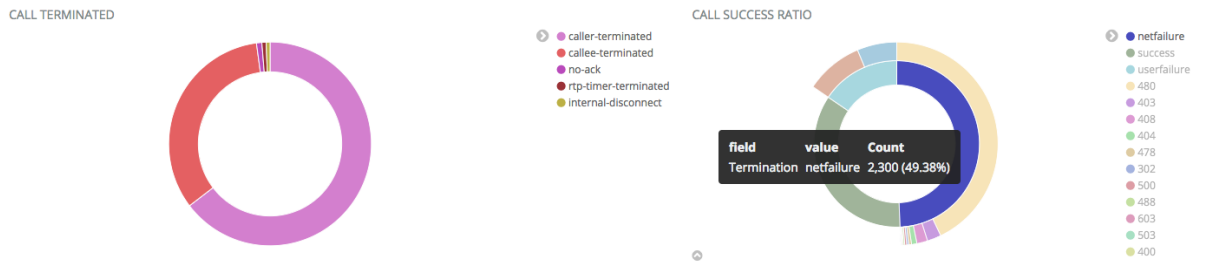 CALL TERMINATED
caller-terminated
callee-terminated
no-ack
rtp-timer-terminated
internal-disconnect
CALL SUCCESS RATIO
netfailure
success
userfailure
480
403
408
404
478
302
500
488
603
503
400
field value Count
Termination netfailure 2,300 (49.38%)